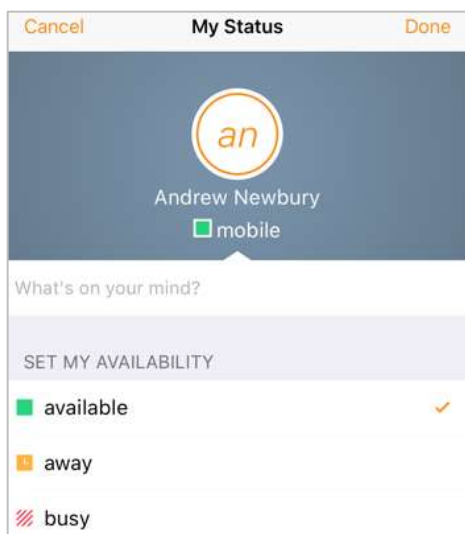 Cancel My Status Done
an
Andrew Newbury
mobile
What's on your mind?
SET MY AVAILABILITY
available
away
busy